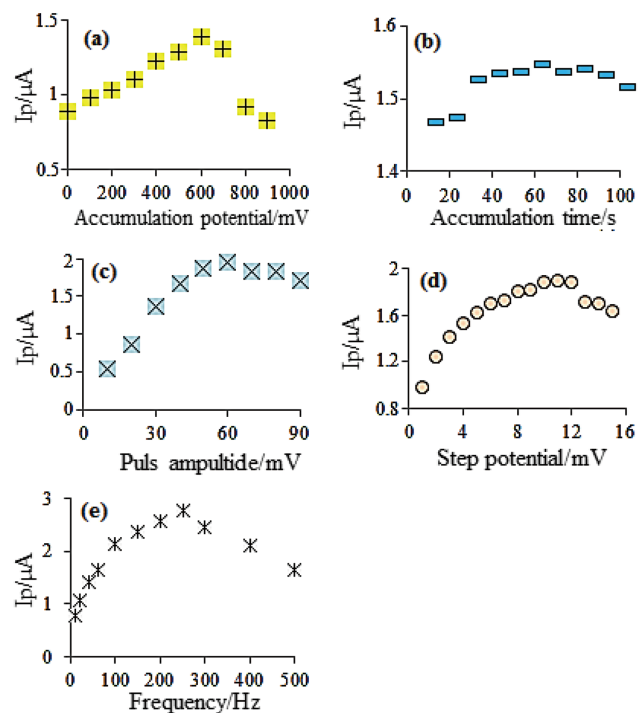 (a)
Ip/µA
1.5
1
0.5
0 200 400 600 800 1000
Accumulation potential/mV
(b)
Ip/µA
1.6
1.5
1.4
0 20 40 60 80 100
Accumulation time/s
(c)
Ip/µA
2
1.5
1
0.5
0
0 30 60 90
Puls ampultide/mV
(d)
Ip/µA
2
1.6
1.2
0.8
0 4 8 12 16
Step potential/mV
(e)
Ip/µA
3
2
1
0
0 100 200 300 400 500
Frequency/Hz